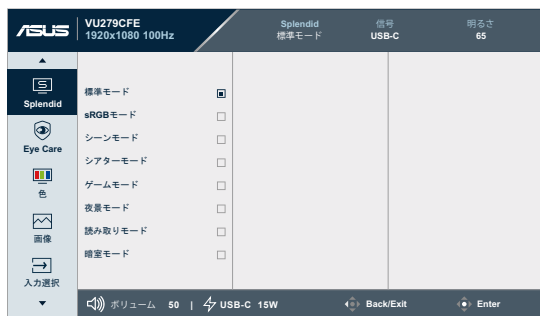 ASUS
VU279CFE
1920x1080 100Hz
Splendid
標準モード
信号
USB-C
明るさ
65
Splendid
Eye Care
色
画像
入力選択
標準モード
sRGBモード
シーンモード
シアターモード
ゲームモード
夜景モード
読み取りモード
暗室モード
ボリューム 50 | USB-C 15W
Back/Exit
Enter